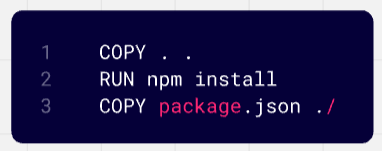 1 COPY . .
2 RUN npm install
3 COPY package.json ./